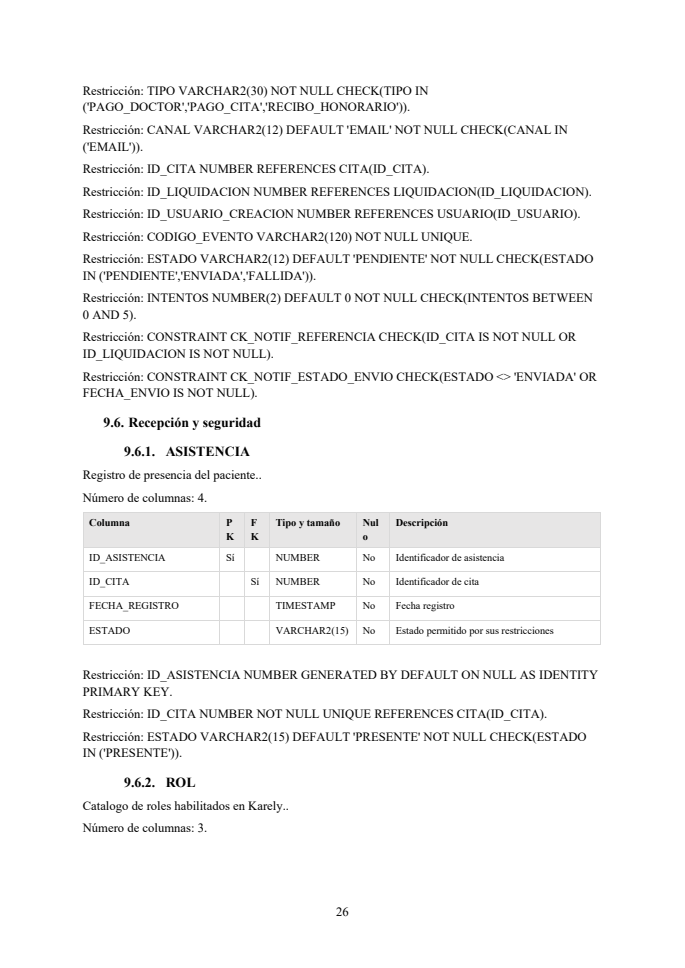 Restricción: TIPO VARCHAR2(30) NOT NULL CHECK(TIPO IN
('PAGO_DOCTOR','PAGO_CITA','RECIBO_HONORARIO')).
Restricción: CANAL VARCHAR2(12) DEFAULT 'EMAIL' NOT NULL CHECK(CANAL IN
('EMAIL')).
Restricción: ID_CITA NUMBER REFERENCES CITA(ID_CITA).
Restricción: ID_LIQUIDACION NUMBER REFERENCES LIQUIDACION(ID_LIQUIDACION).
Restricción: ID_USUARIO_CREACION NUMBER REFERENCES USUARIO(ID_USUARIO).
Restricción: CODIGO_EVENTO VARCHAR2(120) NOT NULL UNIQUE.
Restricción: ESTADO VARCHAR2(12) DEFAULT 'PENDIENTE' NOT NULL CHECK(ESTADO
IN ('PENDIENTE','ENVIADA','FALLIDA')).
Restricción: INTENTOS NUMBER(2) DEFAULT 0 NOT NULL CHECK(INTENTOS BETWEEN
0 AND 5).
Restricción: CONSTRAINT CK_NOTIF_REFERENCIA CHECK(ID_CITA IS NOT NULL OR
ID_LIQUIDACION IS NOT NULL).
Restricción: CONSTRAINT CK_NOTIF_ESTADO_ENVIO CHECK(ESTADO <> 'ENVIADA' OR
FECHA_ENVIO IS NOT NULL).
9.6. Recepción y seguridad
9.6.1. ASISTENCIA
Registro de presencia del paciente..
Número de columnas: 4.
Columna PK FK Tipo y tamaño Nulo Descripción
ID_ASISTENCIA Sí NUMBER No Identificador de asistencia
ID_CITA Sí NUMBER No Identificador de cita
FECHA_REGISTRO TIMESTAMP No Fecha registro
ESTADO VARCHAR2(15) No Estado permitido por sus restricciones
Restricción: ID_ASISTENCIA NUMBER GENERATED BY DEFAULT ON NULL AS IDENTITY
PRIMARY KEY.
Restricción: ID_CITA NUMBER NOT NULL UNIQUE REFERENCES CITA(ID_CITA).
Restricción: ESTADO VARCHAR2(15) DEFAULT 'PRESENTE' NOT NULL CHECK(ESTADO
IN ('PRESENTE')).
9.6.2. ROL
Catalogo de roles habilitados en Karely..
Número de columnas: 3.
26